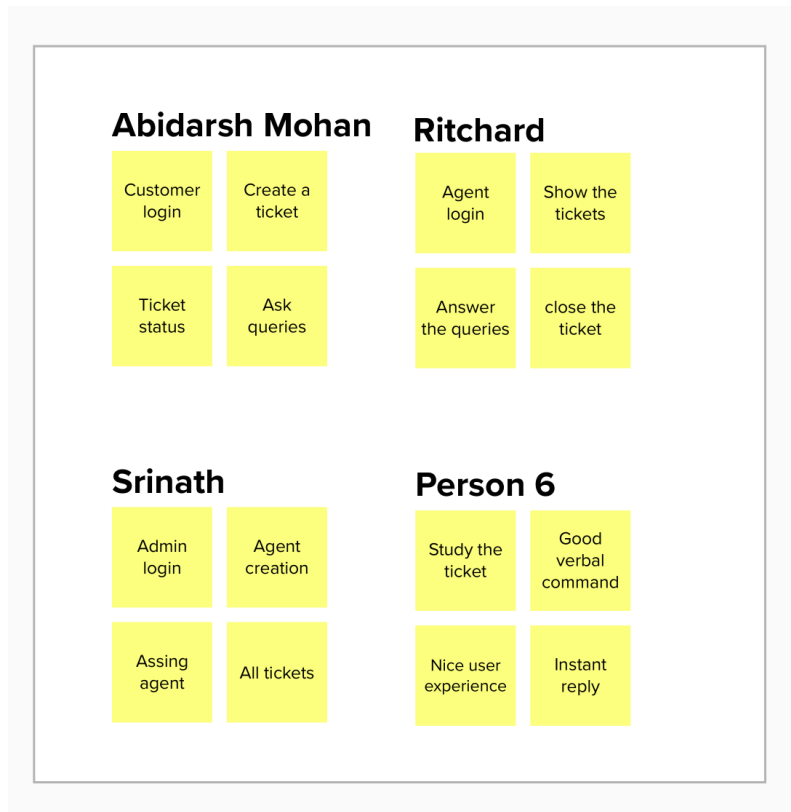 Abidarsh Mohan
Customer
login
Create a
ticket
Ticket
status
Ask
queries
Ritchard
Agent
login
Show the
tickets
Answer
the queries
close the
ticket
Srinath
Admin
login
Agent
creation
Assing
agent
All tickets
Person 6
Study the
ticket
Good
verbal
command
Nice user
experience
Instant
reply